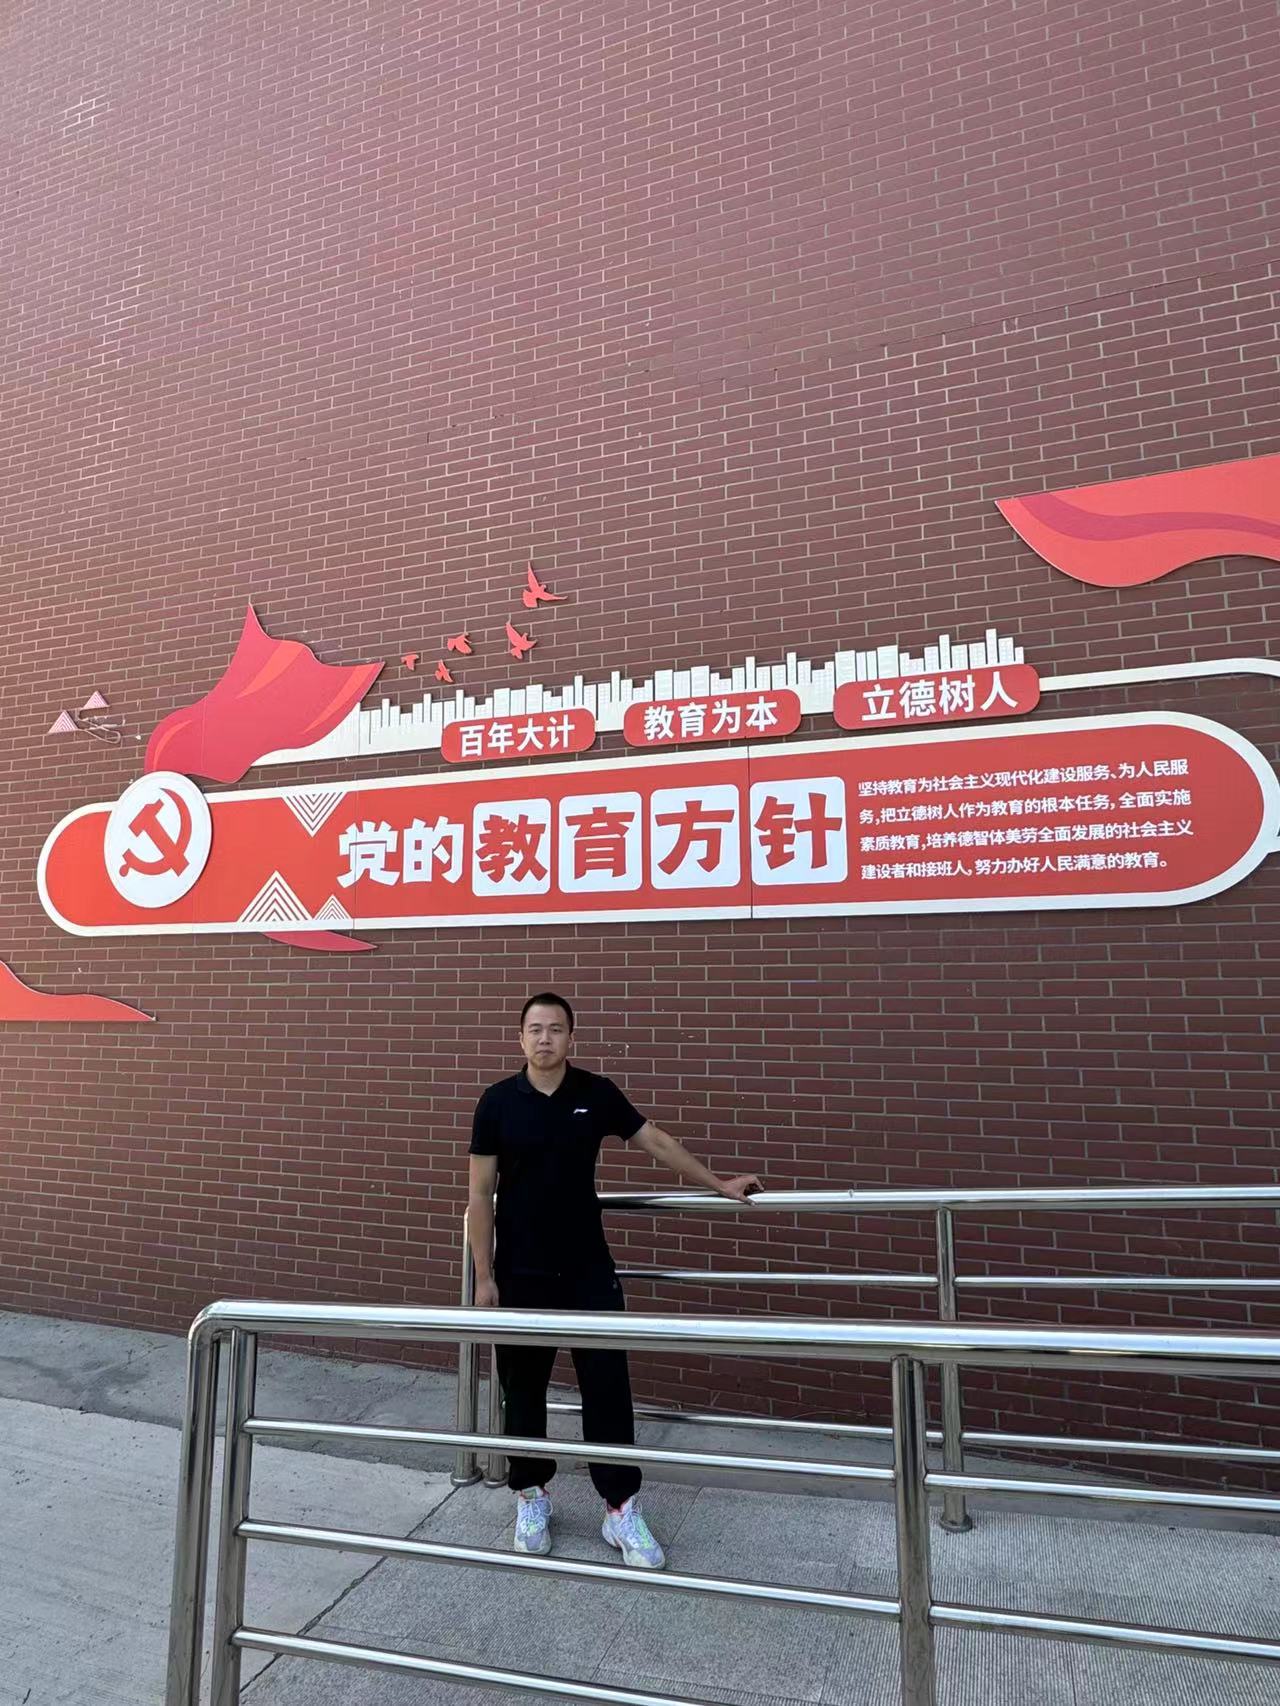 百年大计
教育为本
立德树人
党的教育方针
坚持教育为社会主义现代化建设服务、为人民服
务,把立德树人作为教育的根本任务,全面实施
素质教育,培养德智体美劳全面发展的社会主义
建设者和接班人,努力办好人民满意的教育。